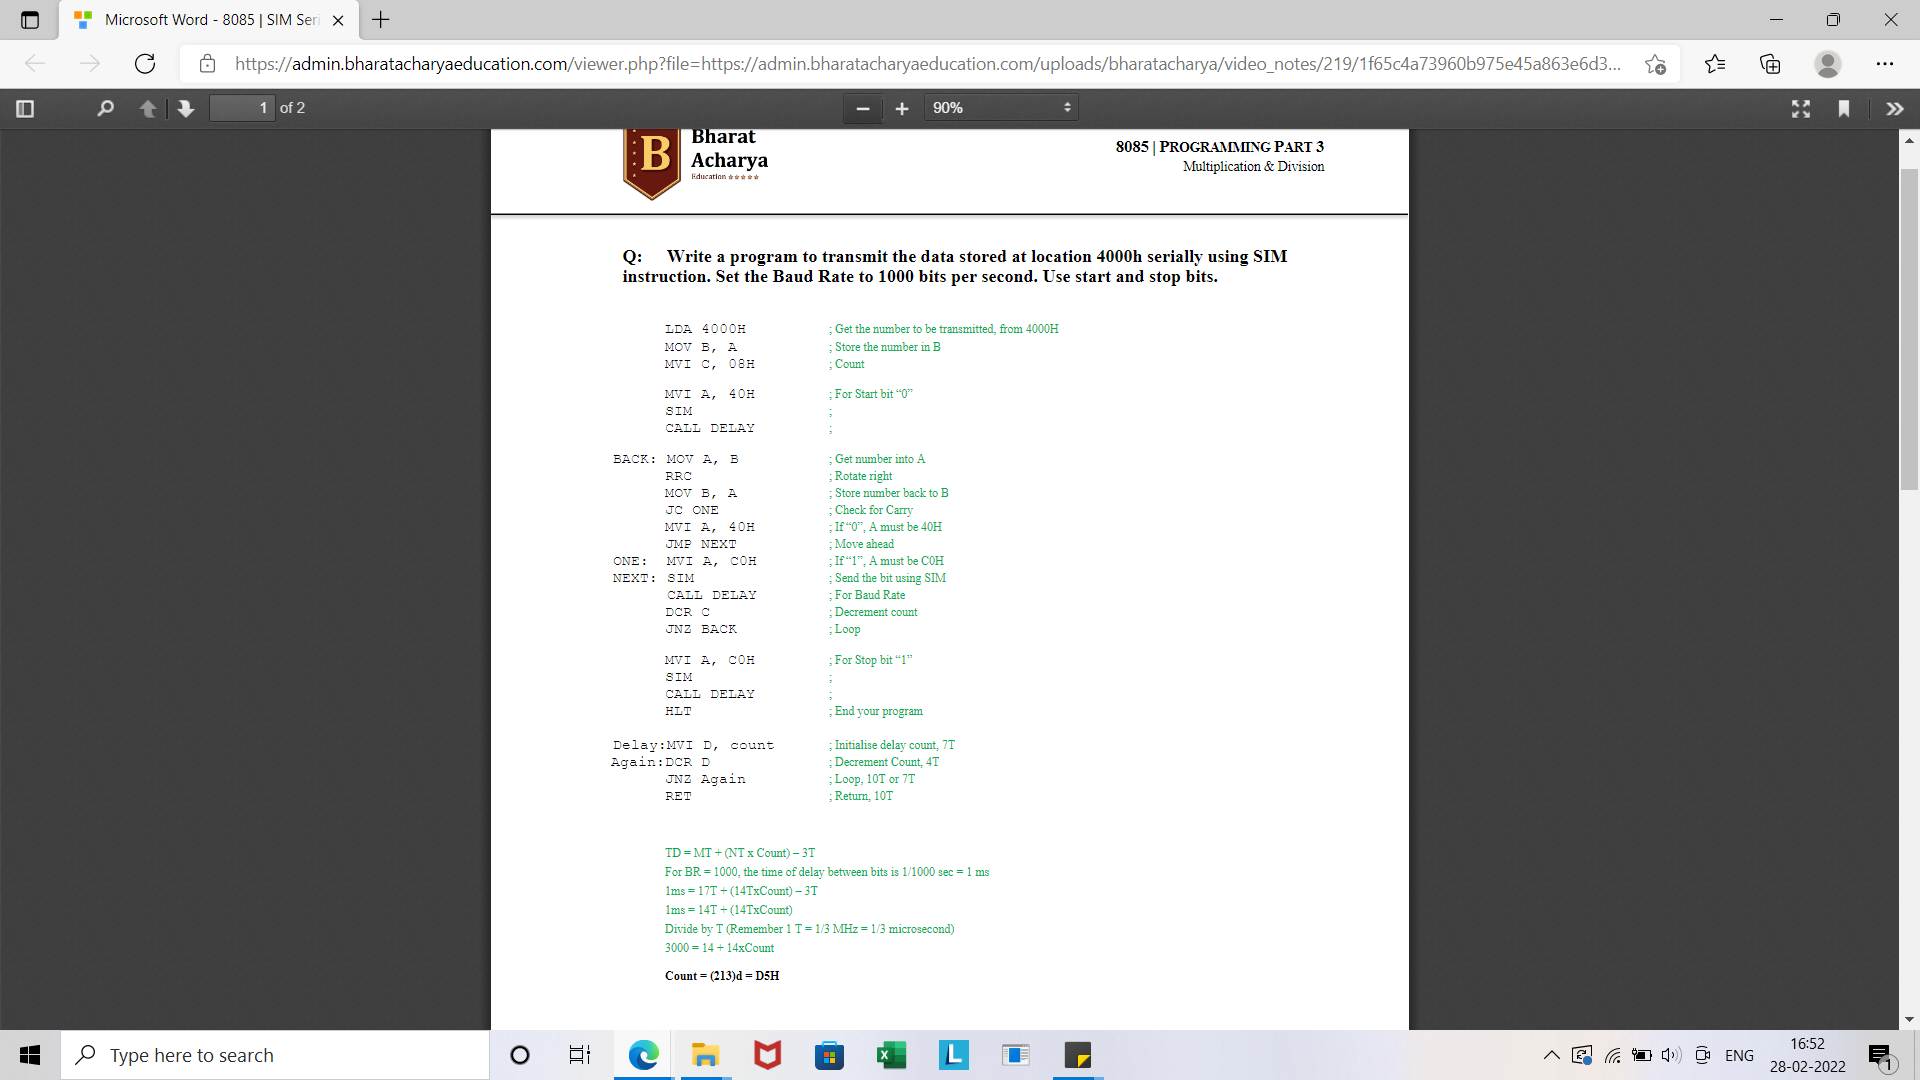 Microsoft Word - 8085 | SIM Seri
https://admin.bharatacharyaeducation.com/viewer.php?file=https://admin.bharatacharyaeducation.com/uploads/bharatacharya/video_notes/219/1f65c4a73960b975e45a863e6d3...
1 of 2
90%
B
Bharat
Acharya
Education
8085 | PROGRAMMING PART 3
Multiplication & Division
Q: Write a program to transmit the data stored at location 4000h serially using SIM
instruction. Set the Baud Rate to 1000 bits per second. Use start and stop bits.
LDA 4000H ; Get the number to be transmitted, from 4000H
MOV B, A ; Store the number in B
MVI C, 08H ; Count
MVI A, 40H ; For Start bit “0”
SIM ;
CALL DELAY ;
BACK: MOV A, B ; Get number into A
RRC ; Rotate right
MOV B, A ; Store number back to B
JC ONE ; Check for Carry
MVI A, 40H ; If “0”, A must be 40H
JMP NEXT ; Move ahead
ONE: MVI A, C0H ; If “1”, A must be C0H
NEXT: SIM ; Send the bit using SIM
CALL DELAY ; For Baud Rate
DCR C ; Decrement count
JNZ BACK ; Loop
MVI A, C0H ; For Stop bit “1”
SIM ;
CALL DELAY ;
HLT ; End your program
Delay:MVI D, count ; Initialise delay count, 7T
Again:DCR D ; Decrement Count, 4T
JNZ Again ; Loop, 10T or 7T
RET ; Return, 10T
TD = MT + (NT x Count) – 3T
For BR = 1000, the time of delay between bits is 1/1000 sec = 1 ms
1ms = 17T + (14TxCount) – 3T
1ms = 14T + (14TxCount)
Divide by T (Remember 1 T = 1/3 MHz = 1/3 microsecond)
3000 = 14 + 14xCount
Count = (213)d = D5H
Type here to search
ENG
16:52
28-02-2022
1